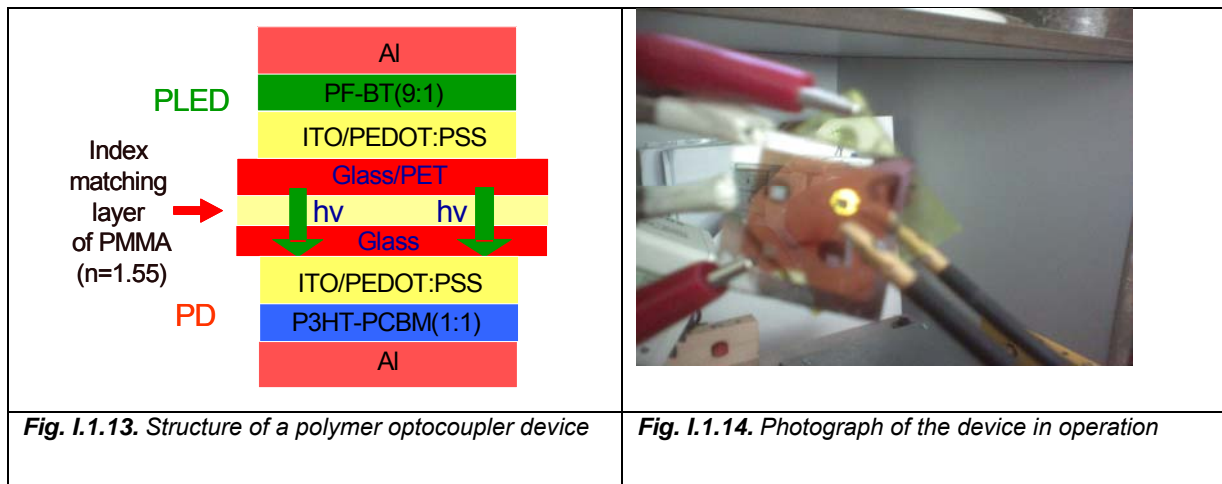 Al
PLED
PF-BT(9:1)
ITO/PEDOT:PSS
Index
matching
layer
of PMMA
(n=1.55)
Glass/PET
hν hν
Glass
ITO/PEDOT:PSS
PD
P3HT-PCBM(1:1)
Al
Fig. I.1.13. Structure of a polymer optocoupler device
Fig. I.1.14. Photograph of the device in operation